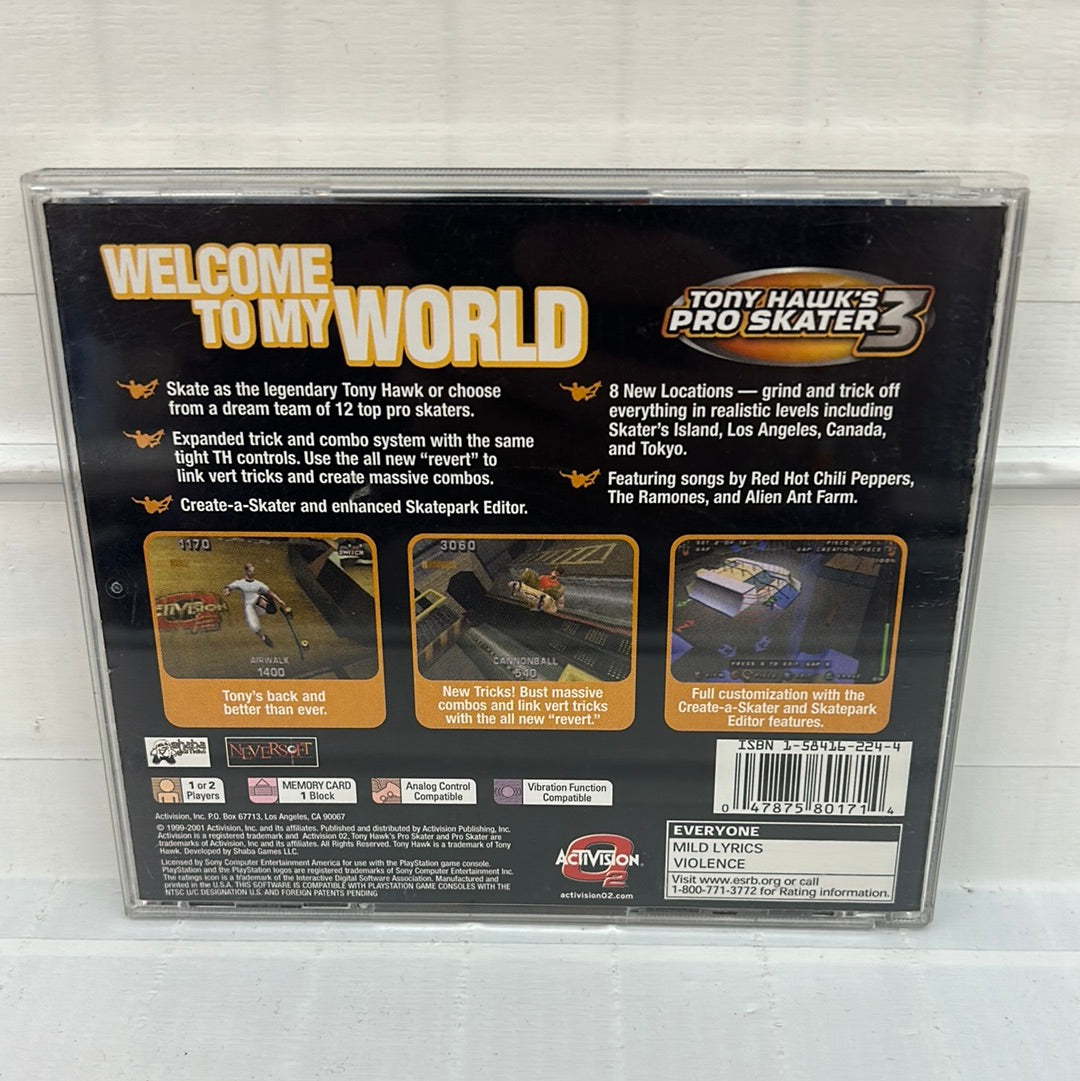 WELCOME
TO MY WORLD
TONY HAWK'S
PRO SKATER 3
Skate as the legendary Tony Hawk or choose
from a dream team of 12 top pro skaters.
Expanded trick and combo system with the same
tight TH controls. Use the all new “revert” to
link vert tricks and create massive combos.
Create-a-Skater and enhanced Skatepark Editor.
8 New Locations — grind and trick off
everything in realistic levels including
Skater's Island, Los Angeles, Canada,
and Tokyo.
Featuring songs by Red Hot Chili Peppers,
The Ramones, and Alien Ant Farm.
1170
SWITCH
ACTIVISION
AIRWALK
1400
Tony's back and
better than ever.
3060
CANNONBALL
540
New Tricks! Bust massive
combos and link vert tricks
with the all new “revert.”
GAP
GAP CREATION PIECE
Full customization with the
Create-a-Skater and Skatepark
Editor features.
shaba
games
NEVERSOFT
1 or 2
Players
MEMORY CARD
1 Block
Analog Control
Compatible
Vibration Function
Compatible
ISBN 1-58416-224-4
0 47875 80171 4
Activision, Inc. P.O. Box 67713, Los Angeles, CA 90067
© 1999-2001 Activision, Inc. and its affiliates. Published and distributed by Activision Publishing, Inc.
Activision is a registered trademark and Activision O2, Tony Hawk's Pro Skater and Pro Skater are
trademarks of Activision, Inc and its affiliates. All Rights Reserved. Tony Hawk is a trademark of Tony
Hawk. Developed by Shaba Games LLC.
Licensed by Sony Computer Entertainment America for use with the PlayStation game console.
PlayStation and the PlayStation logos are registered trademarks of Sony Computer Entertainment Inc.
The ratings icon is a trademark of the Interactive Digital Software Association. Manufactured and
printed in the U.S.A. THIS SOFTWARE IS COMPATIBLE WITH PLAYSTATION GAME CONSOLES WITH THE
NTSC U/C DESIGNATION U.S. AND FOREIGN PATENTS PENDING
ACTIVISION
O2
activisionO2.com
EVERYONE
MILD LYRICS
VIOLENCE
Visit www.esrb.org or call
1-800-771-3772 for Rating information.